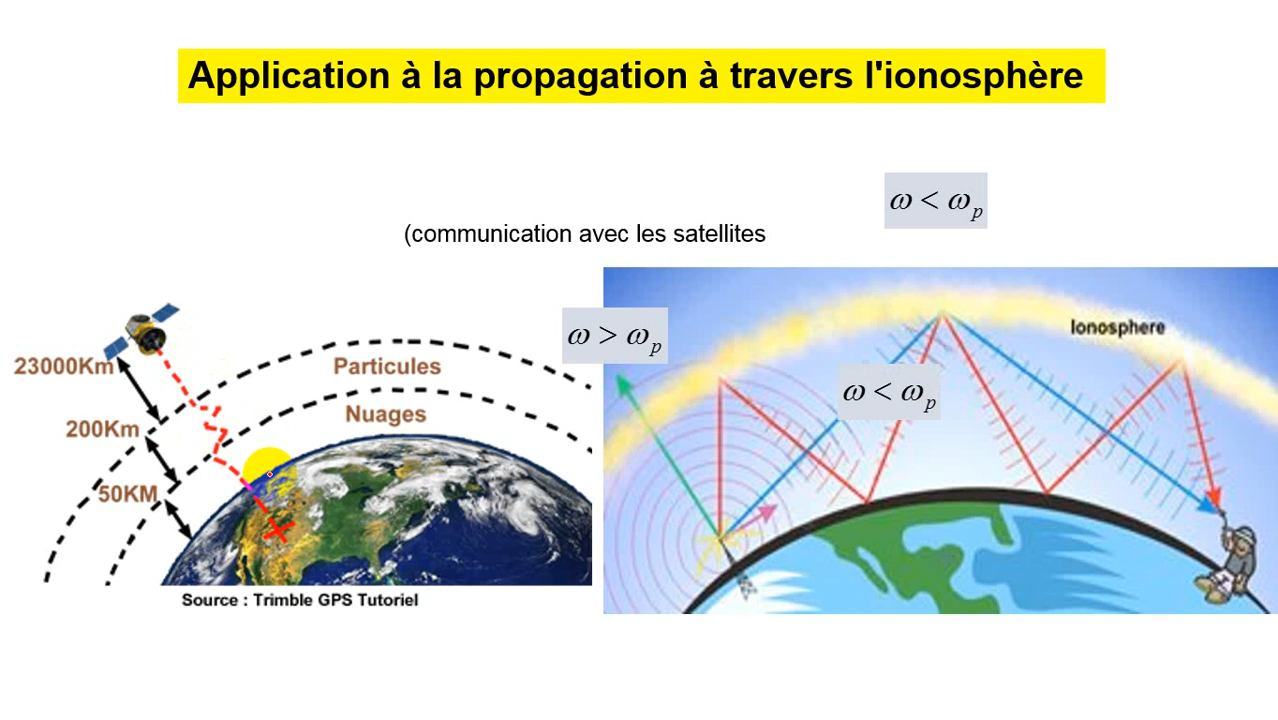 Application à la propagation à travers l'ionosphère
ω < ωp
(communication avec les satellites
ω > ωp
Ionosphere
23000Km
Particules
ω < ωp
Nuages
200Km
50KM
Source : Trimble GPS Tutoriel